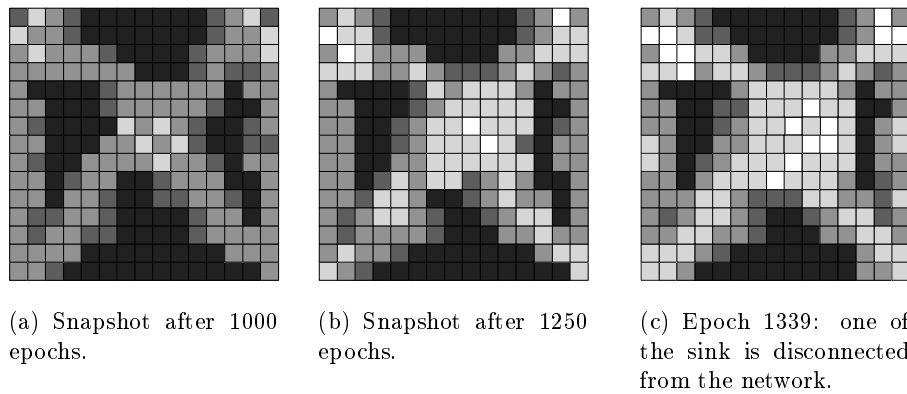 (a) Snapshot after 1000
epochs.
(b) Snapshot after 1250
epochs.
(c) Epoch 1339: one of
the sink is disconnected
from the network.